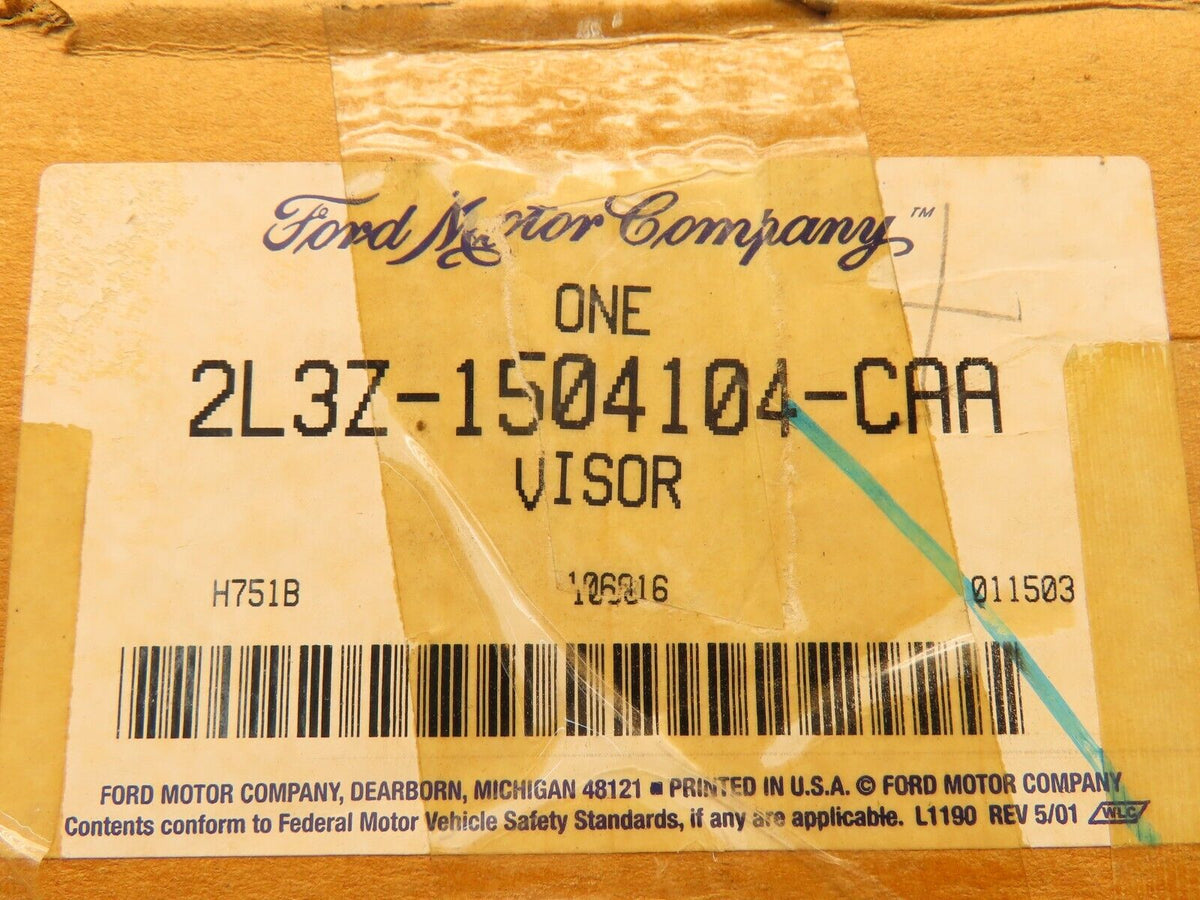 Ford Motor Company™
ONE
2L3Z-1504104-CAA
VISOR
H751B 011503
FORD MOTOR COMPANY, DEARBORN, MICHIGAN 48121 ▪ PRINTED IN U.S.A. © FORD MOTOR COMPANY
Contents conform to Federal Motor Vehicle Safety Standards, if any are applicable. L1190 REV 5/01 WLG